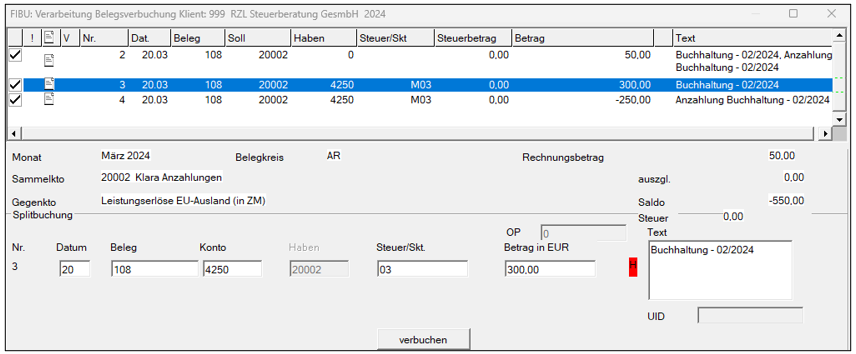 FIBU: Verarbeitung Belegsverbuchung Klient: 999 RZL Steuerberatung GesmbH 2024
! V Nr. Dat. Beleg Soll Haben Steuer/Skt Steuerbetrag Betrag Text
2 20.03 108 20002 0 0,00 50,00 Buchhaltung - 02/2024, Anzahlung
Buchhaltung - 02/2024
3 20.03 108 20002 4250 M03 0,00 300,00 Buchhaltung - 02/2024
4 20.03 108 20002 4250 M03 0,00 -250,00 Anzahlung Buchhaltung - 02/2024
Monat März 2024 Belegkreis AR Rechnungsbetrag 50,00
Sammelkto 20002 Klara Anzahlungen auszgl. 0,00
Gegenkto Leistungserlöse EU-Ausland (in ZM) Saldo -550,00
Splitbuchung Steuer 0,00
OP 0 Text
Nr. Datum Beleg Konto Haben Steuer/Skt. Betrag in EUR
3 20 108 4250 20002 03 300,00 H Buchhaltung - 02/2024
UID
verbuchen